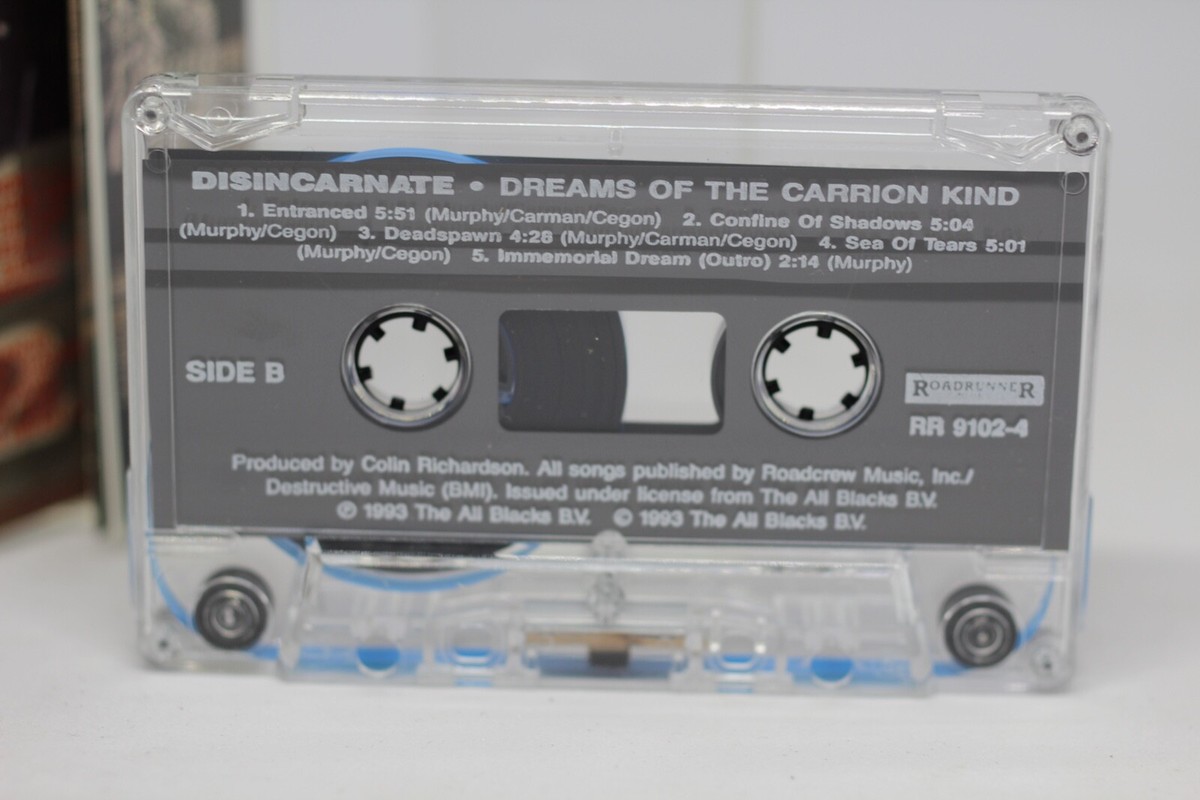 DISINCARNATE • DREAMS OF THE CARRION KIND
1. Entranced 5:51 (Murphy/Carman/Cegon) 2. Confine Of Shadows 5:04
(Murphy/Cegon) 3. Deadspawn 4:28 (Murphy/Carman/Cegon) 4. Sea Of Tears 5:01
(Murphy/Cegon) 5. Immemorial Dream (Outro) 2:14 (Murphy)
SIDE B
ROADRUNNER
RR 9102-4
Produced by Colin Richardson. All songs published by Roadcrew Music, Inc./
Destructive Music (BMI). Issued under license from The All Blacks B.V.
℗ 1993 The All Blacks B.V. © 1993 The All Blacks B.V.